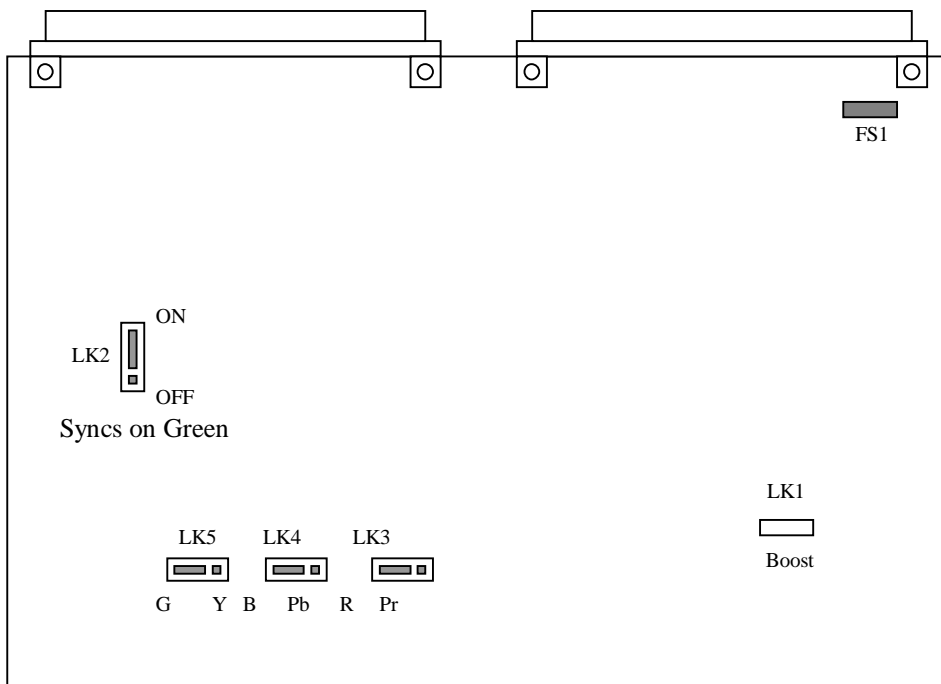 FS1
ON
LK2
OFF
Syncs on Green
LK1
LK5 LK4 LK3
Boost
G Y B Pb R Pr